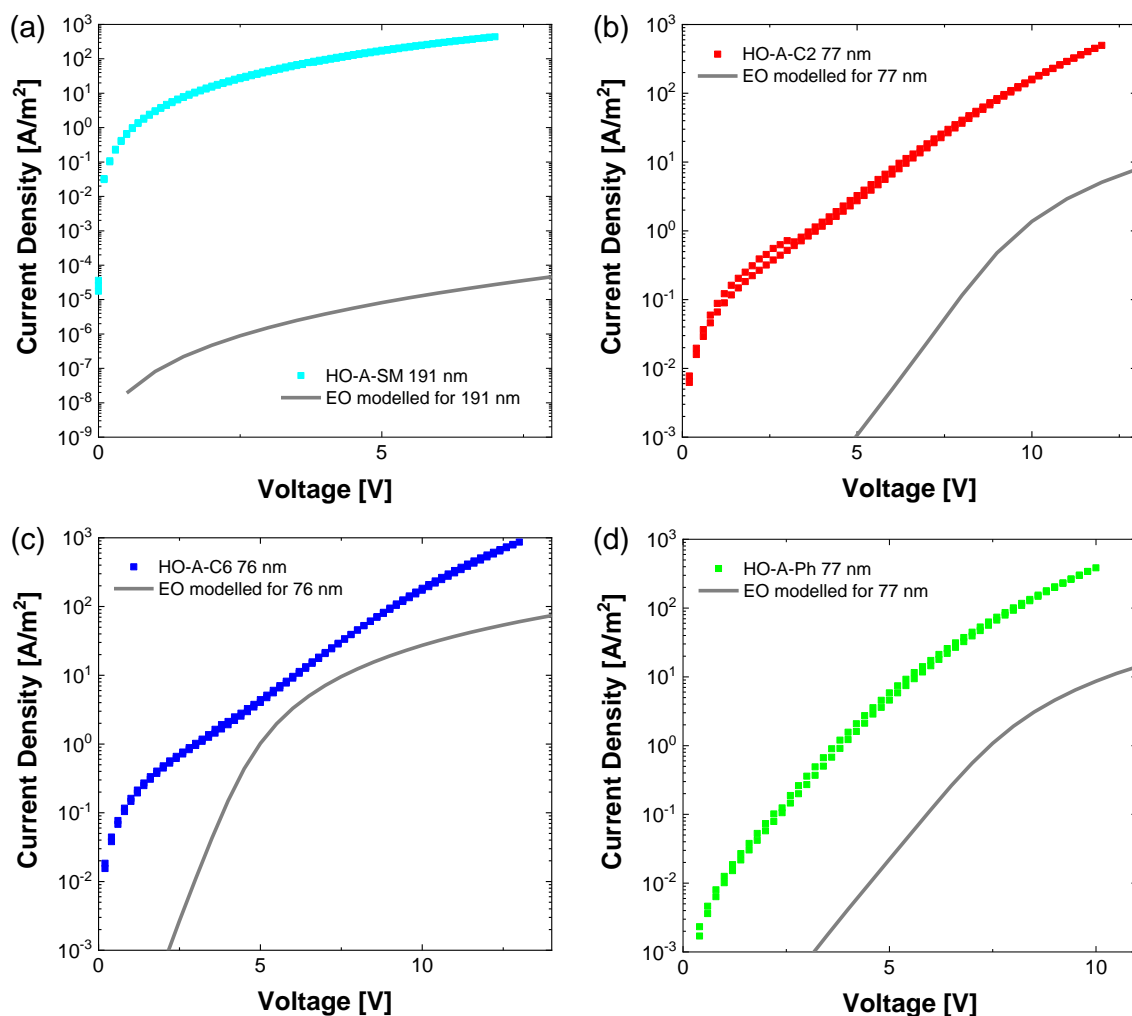 (a)
Current Density [A/m²]
10³
10²
10¹
10⁰
10⁻¹
10⁻²
10⁻³
10⁻⁴
10⁻⁵
10⁻⁶
10⁻⁷
10⁻⁸
10⁻⁹
HO-A-SM 191 nm
EO modelled for 191 nm
0 5
Voltage [V]
(b)
Current Density [A/m²]
10³
10²
10¹
10⁰
10⁻¹
10⁻²
10⁻³
HO-A-C2 77 nm
EO modelled for 77 nm
0 5 10
Voltage [V]
(c)
Current Density [A/m²]
10³
10²
10¹
10⁰
10⁻¹
10⁻²
10⁻³
HO-A-C6 76 nm
EO modelled for 76 nm
0 5 10
Voltage [V]
(d)
Current Density [A/m²]
10³
10²
10¹
10⁰
10⁻¹
10⁻²
10⁻³
HO-A-Ph 77 nm
EO modelled for 77 nm
0 5 10
Voltage [V]